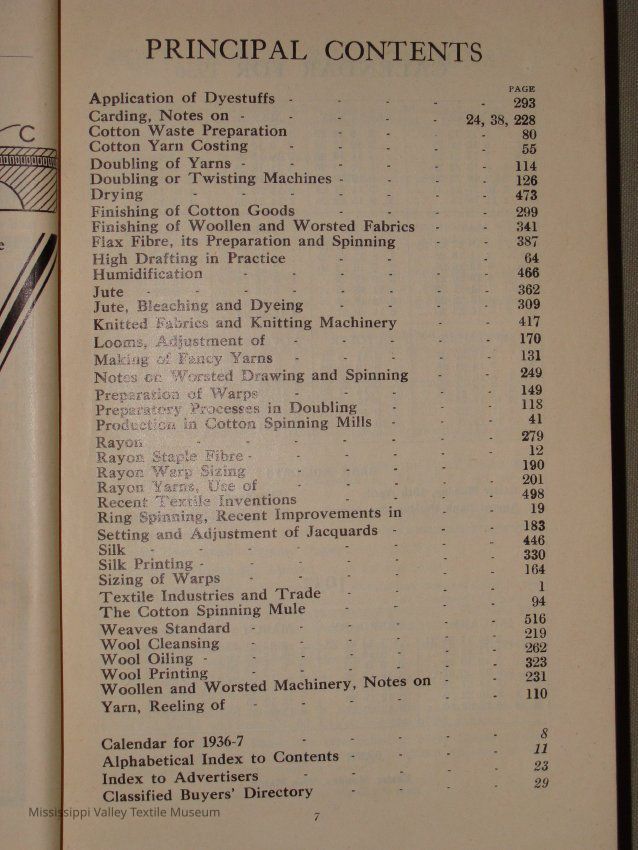 C
e
PRINCIPAL CONTENTS
PAGE
Application of Dyestuffs - - - - - 293
Carding, Notes on - - - - - 24, 38, 228
Cotton Waste Preparation - - - - 80
Cotton Yarn Costing - - - - - 55
Doubling of Yarns - - - - - - 114
Doubling or Twisting Machines - - - - 126
Drying - - - - - - - 473
Finishing of Cotton Goods - - - - 299
Finishing of Woollen and Worsted Fabrics - - 341
Flax Fibre, its Preparation and Spinning - - 387
High Drafting in Practice - - - 64
Humidification - - - - - - 466
Jute - - - - - - - - 362
Jute, Bleaching and Dyeing - - - - 309
Knitted Fabrics and Knitting Machinery - - 417
Looms, Adjustment of - - - - - 170
Making of Fancy Yarns - - - - - 131
Notes on Worsted Drawing and Spinning - - 249
Preparation of Warps - - - - - 149
Preparatory Processes in Doubling - - - 118
Production in Cotton Spinning Mills - - - 41
Rayon - - - - - - - 279
Rayon Staple Fibre - - - - - - 12
Rayon Warp Sizing - - - - - 190
Rayon Yarns, Use of - - - - - 201
Recent Textile Inventions - - - - 498
Ring Spinning, Recent Improvements in - - 19
Setting and Adjustment of Jacquards - - - 183
Silk - - - - - - - - 446
Silk Printing - - - - - - - 330
Sizing of Warps - - - - - - 164
Textile Industries and Trade - - - - 1
The Cotton Spinning Mule - - - - 94
Weaves Standard - - - - - - 516
Wool Cleansing - - - - - - 219
Wool Oiling - - - - - - - 262
Wool Printing - - - - - - 323
Woollen and Worsted Machinery, Notes on - - 231
Yarn, Reeling of - - - - - - 110
Calendar for 1936-7 - - - - - 8
Alphabetical Index to Contents - - - - 11
Index to Advertisers - - - - - 23
Classified Buyers' Directory - - - - 29
7
Mississippi Valley Textile Museum